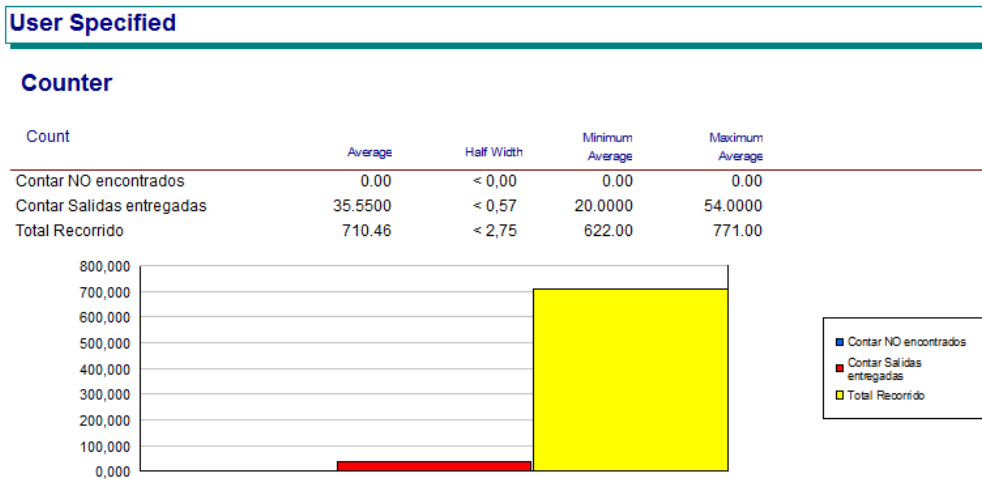 User Specified
Counter
Count Average Half Width Minimum Average Maximum Average
Contar NO encontrados 0.00 < 0,00 0.00 0.00
Contar Salidas entregadas 35.5500 < 0,57 20.0000 54.0000
Total Recorrido 710.46 < 2,75 622.00 771.00
800,000
700,000
600,000
500,000
400,000
300,000
200,000
100,000
0,000
Contar NO encontrados
Contar Salidas
entregadas
Total Recorrido